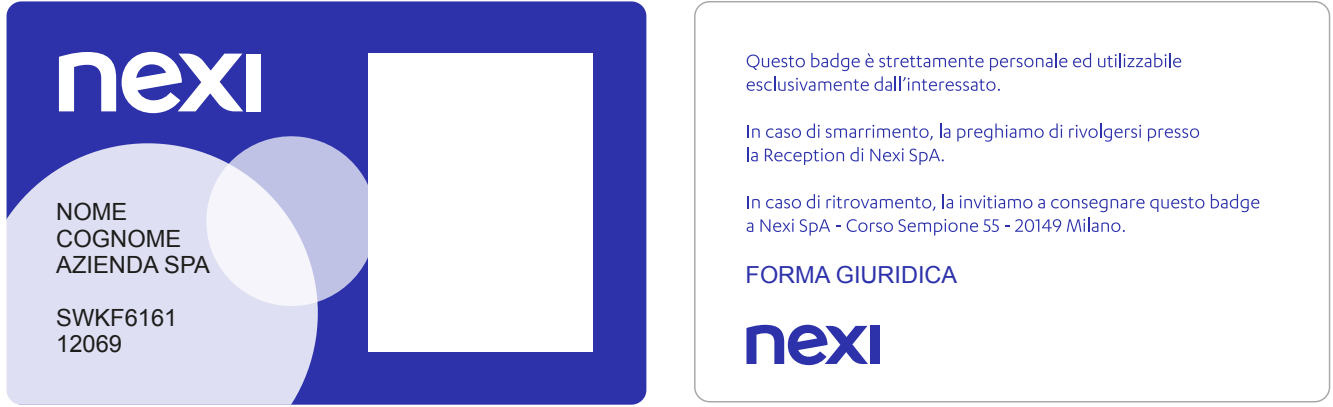 nexi
NOME
COGNOME
AZIENDA SPA
SWKF6161
12069
Questo badge è strettamente personale ed utilizzabile
esclusivamente dall'interessato.
In caso di smarrimento, la preghiamo di rivolgersi presso
la Reception di Nexi SpA.
In caso di ritrovamento, la invitiamo a consegnare questo badge
a Nexi SpA - Corso Sempione 55 - 20149 Milano.
FORMA GIURIDICA
nexi